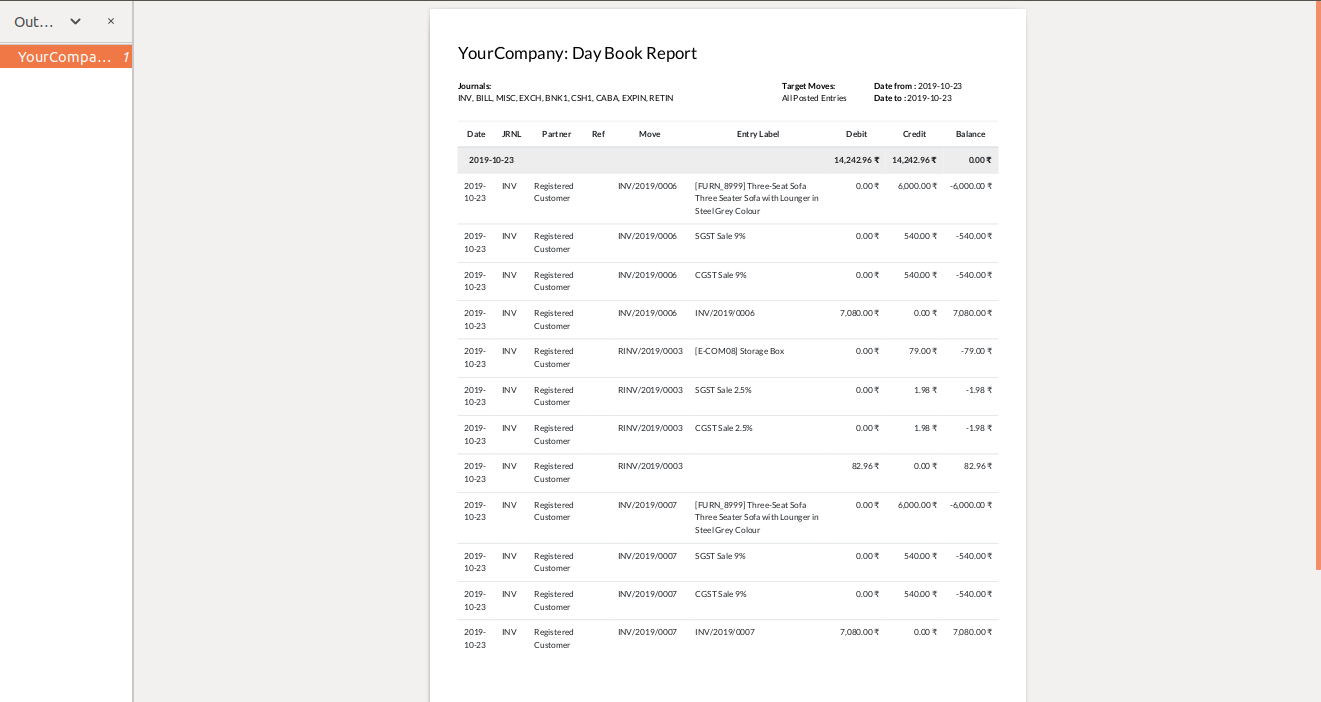 Out... ×
YourCompa... 1
YourCompany: Day Book Report
Journals: Target Moves: Date from : 2019-10-23
INV, BILL, MISC, EXCH, BNK1, CSH1, CABA, EXPIN, RETIN All Posted Entries Date to : 2019-10-23
Date JRNL Partner Ref Move Entry Label Debit Credit Balance
2019-10-23 14,242.96 ₹ 14,242.96 ₹ 0.00 ₹
2019- INV Registered INV/2019/0006 [FURN_8999] Three-Seat Sofa 0.00 ₹ 6,000.00 ₹ -6,000.00 ₹
10-23 Customer Three Seater Sofa with Lounger in
Steel Grey Colour
2019- INV Registered INV/2019/0006 SGST Sale 9% 0.00 ₹ 540.00 ₹ -540.00 ₹
10-23 Customer
2019- INV Registered INV/2019/0006 CGST Sale 9% 0.00 ₹ 540.00 ₹ -540.00 ₹
10-23 Customer
2019- INV Registered INV/2019/0006 INV/2019/0006 7,080.00 ₹ 0.00 ₹ 7,080.00 ₹
10-23 Customer
2019- INV Registered RINV/2019/0003 [E-COM08] Storage Box 0.00 ₹ 79.00 ₹ -79.00 ₹
10-23 Customer
2019- INV Registered RINV/2019/0003 SGST Sale 2.5% 0.00 ₹ 1.98 ₹ -1.98 ₹
10-23 Customer
2019- INV Registered RINV/2019/0003 CGST Sale 2.5% 0.00 ₹ 1.98 ₹ -1.98 ₹
10-23 Customer
2019- INV Registered RINV/2019/0003 82.96 ₹ 0.00 ₹ 82.96 ₹
10-23 Customer
2019- INV Registered INV/2019/0007 [FURN_8999] Three-Seat Sofa 0.00 ₹ 6,000.00 ₹ -6,000.00 ₹
10-23 Customer Three Seater Sofa with Lounger in
Steel Grey Colour
2019- INV Registered INV/2019/0007 SGST Sale 9% 0.00 ₹ 540.00 ₹ -540.00 ₹
10-23 Customer
2019- INV Registered INV/2019/0007 CGST Sale 9% 0.00 ₹ 540.00 ₹ -540.00 ₹
10-23 Customer
2019- INV Registered INV/2019/0007 INV/2019/0007 7,080.00 ₹ 0.00 ₹ 7,080.00 ₹
10-23 Customer